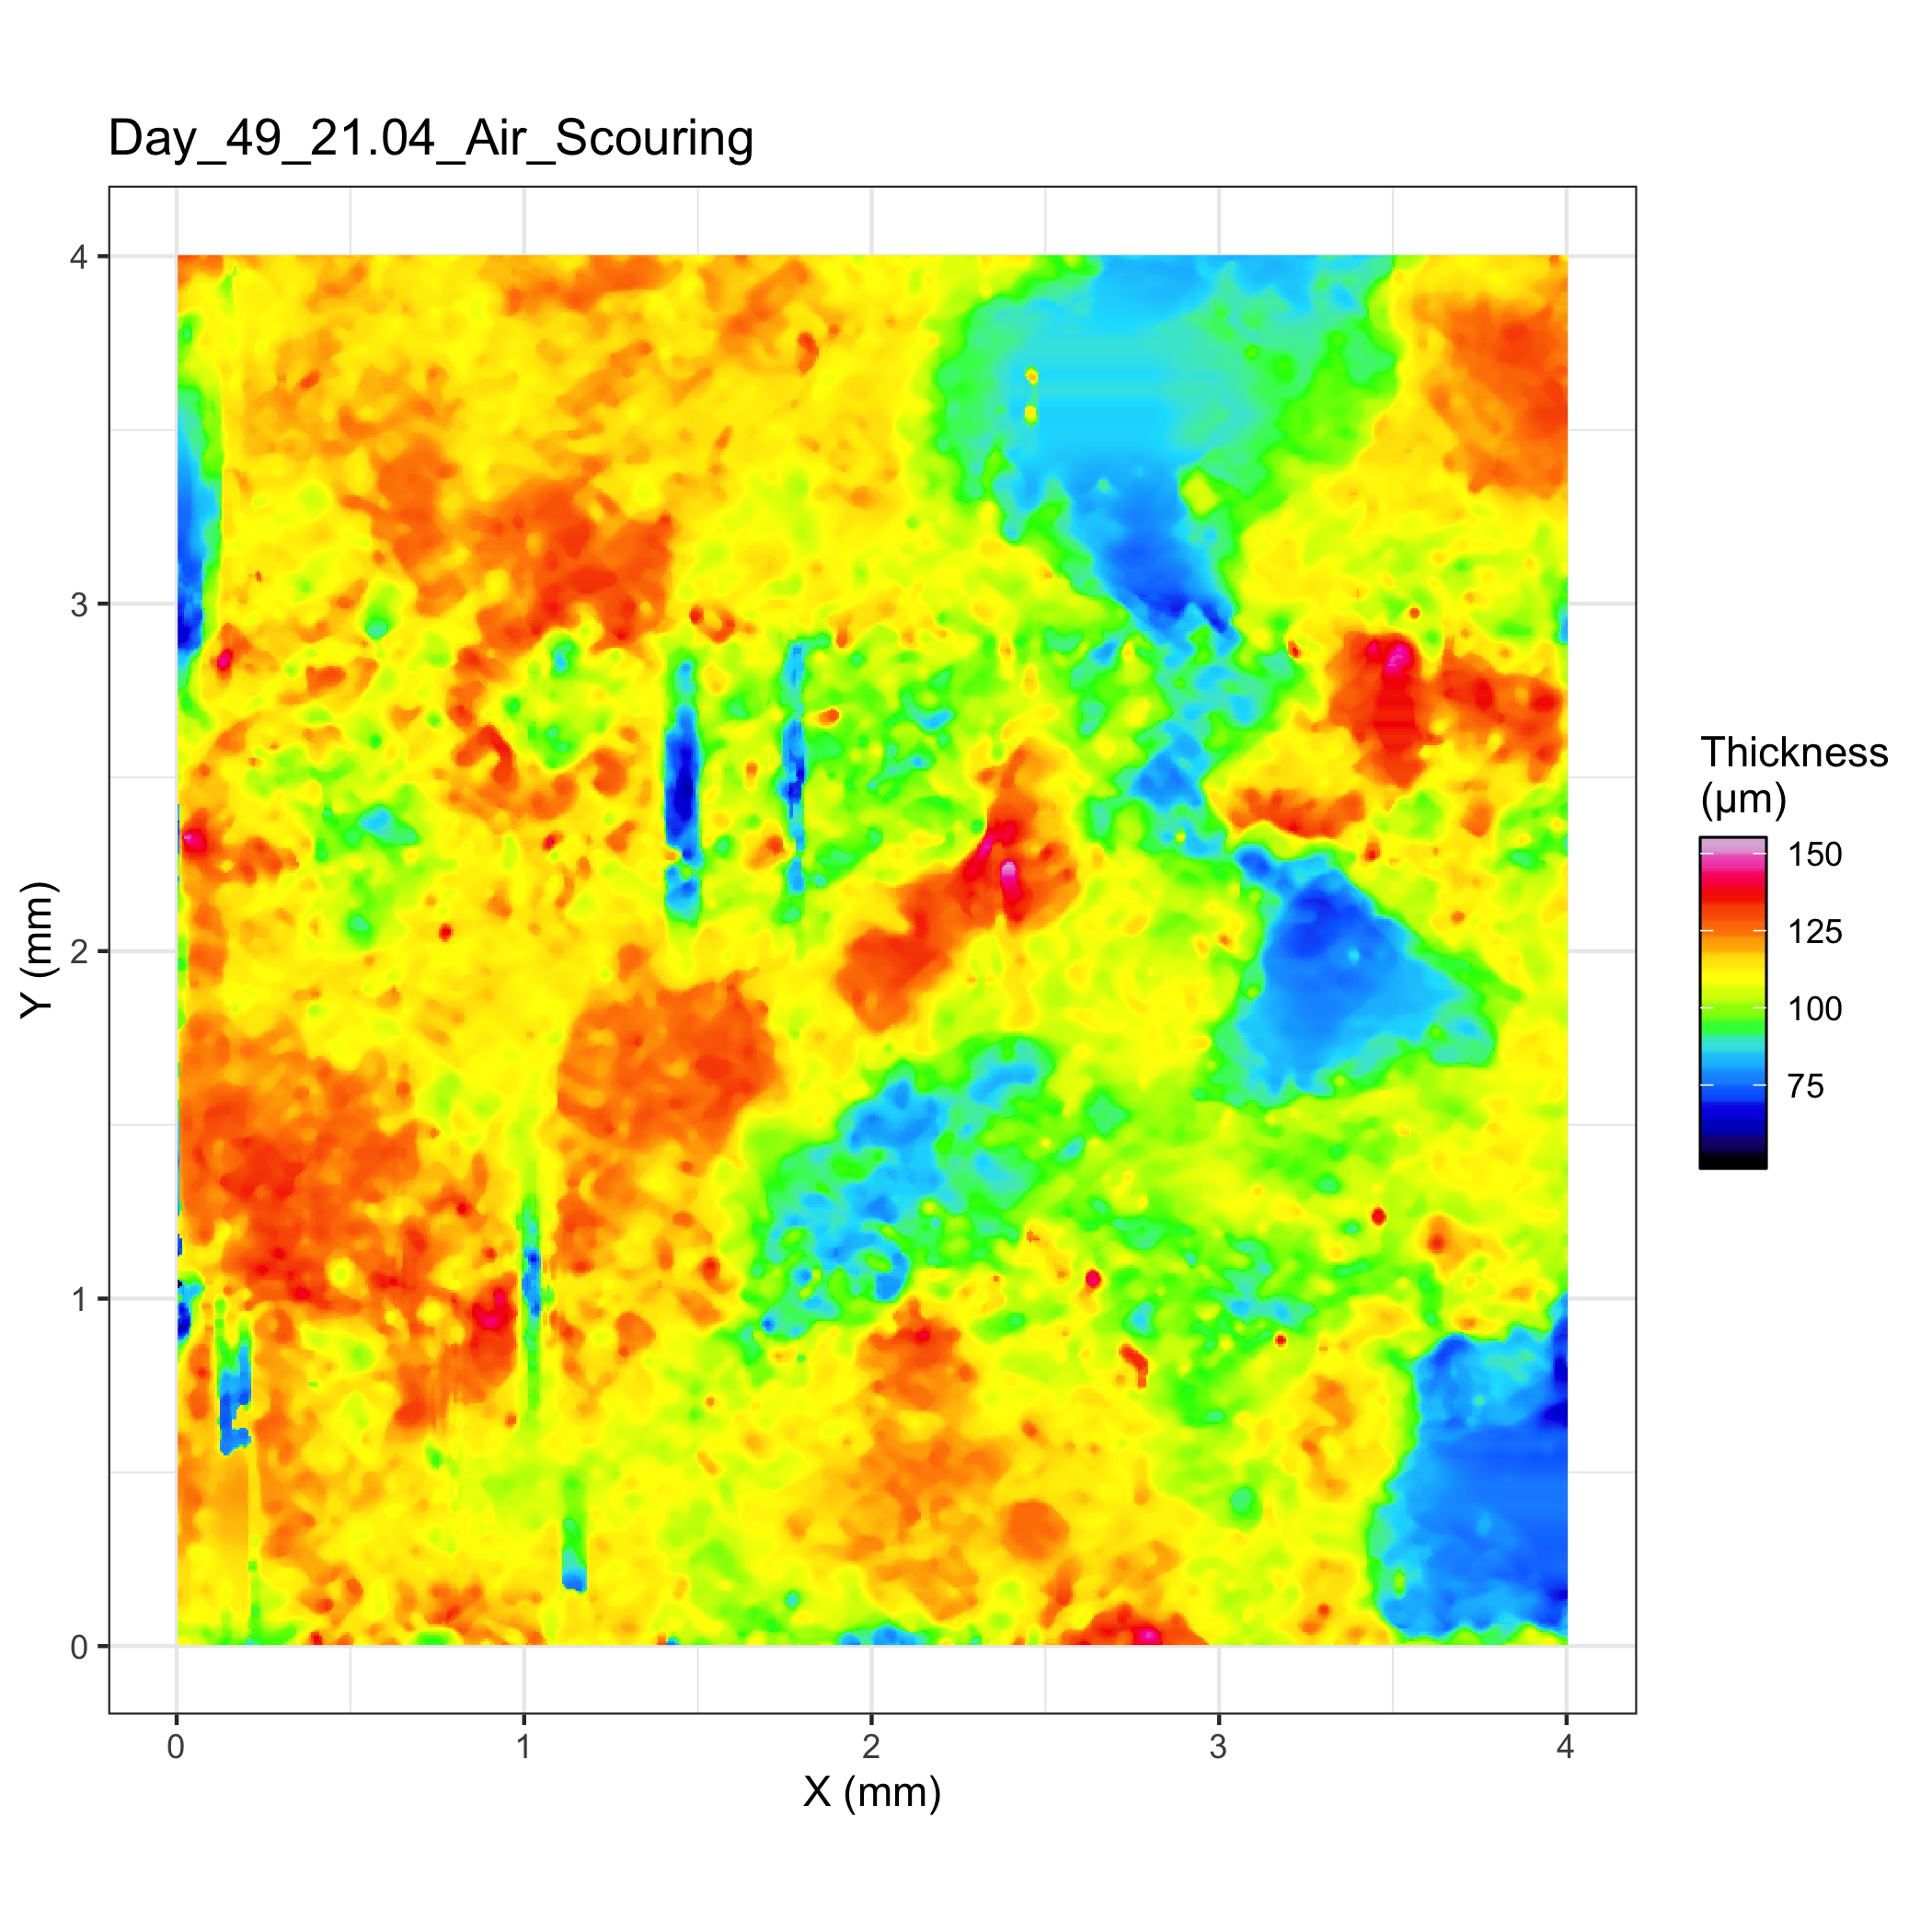 Day_49_21.04_Air_Scouring
4
3
2
1
0
Y (mm)
0 1 2 3 4
X (mm)
Thickness
(μm)
150
125
100
75